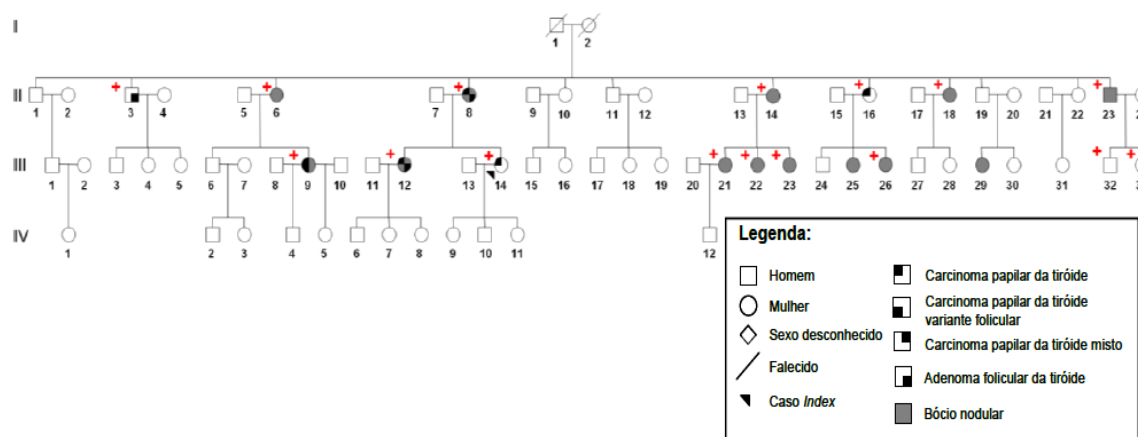 I
1 2
II
1 2 3 4 5 6 7 8 9 10 11 12 13 14 15 16 17 18 19 20 21 22 23
III
1 2 3 4 5 6 7 8 9 10 11 12 13 14 15 16 17 18 19 20 21 22 23 24 25 26 27 28 29 30 31 32
IV
1 2 3 4 5 6 7 8 9 10 11 12
Legenda:
Homem
Mulher
Sexo desconhecido
Falecido
Caso Index
Carcinoma papilar da tiróide
Carcinoma papilar da tiróide
variante folicular
Carcinoma papilar da tiróide misto
Adenoma folicular da tiróide
Bócio nodular